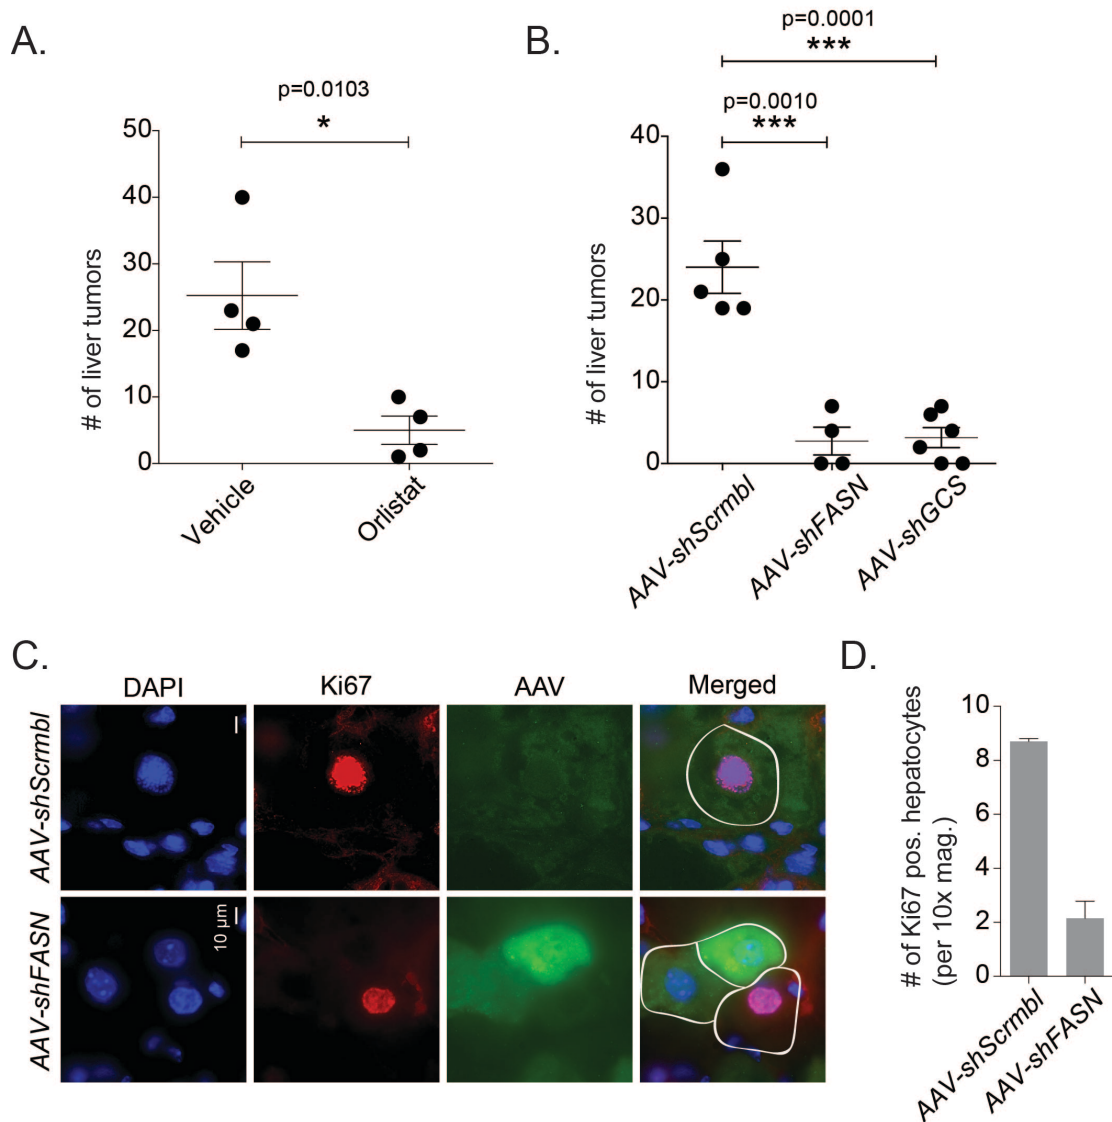 A.
p=0.0103
*
# of liver tumors
50
40
30
20
10
0
Vehicle
Orlistat
B.
p=0.0001
***
p=0.0010
***
# of liver tumors
40
30
20
10
0
AAV-shScrmbl
AAV-shFASN
AAV-shGCS
C.
DAPI
Ki67
AAV
Merged
AAV-shScrmbl
AAV-shFASN
10 µm
D.
# of Ki67 pos. hepatocytes
(per 10x mag.)
10
8
6
4
2
0
AAV-shScrmbl
AAV-shFASN